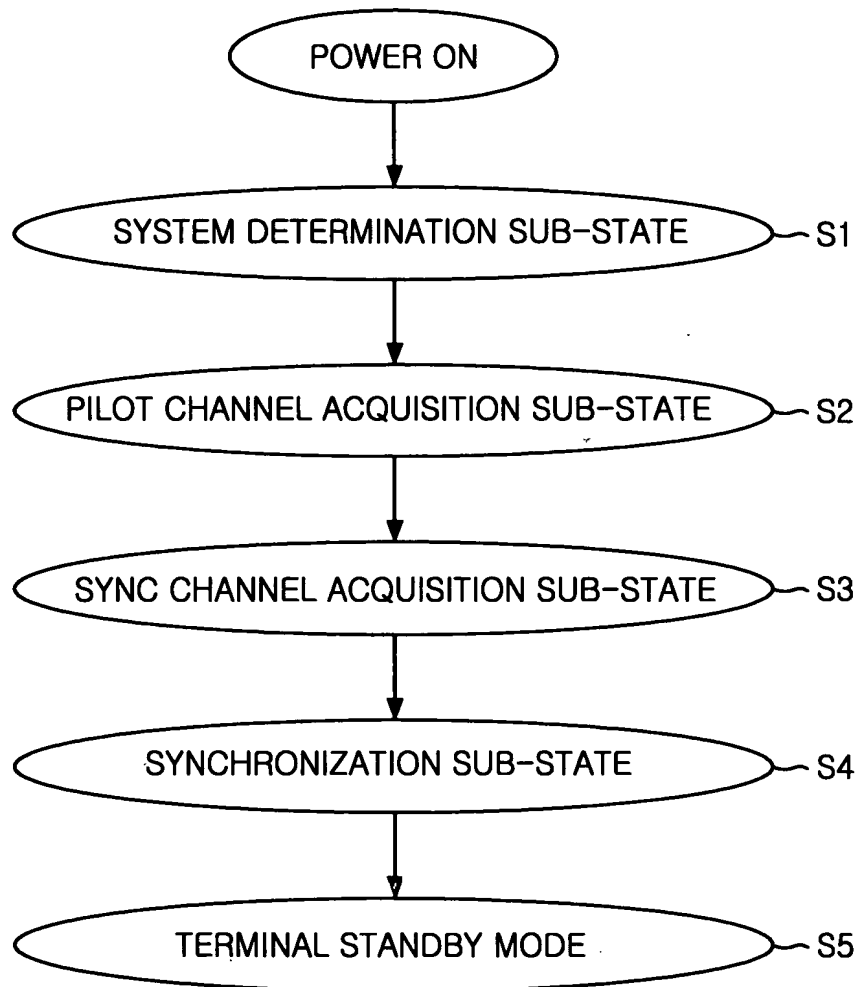 POWER ON
SYSTEM DETERMINATION SUB-STATE S1
PILOT CHANNEL ACQUISITION SUB-STATE S2
SYNC CHANNEL ACQUISITION SUB-STATE S3
SYNCHRONIZATION SUB-STATE S4
TERMINAL STANDBY MODE S5